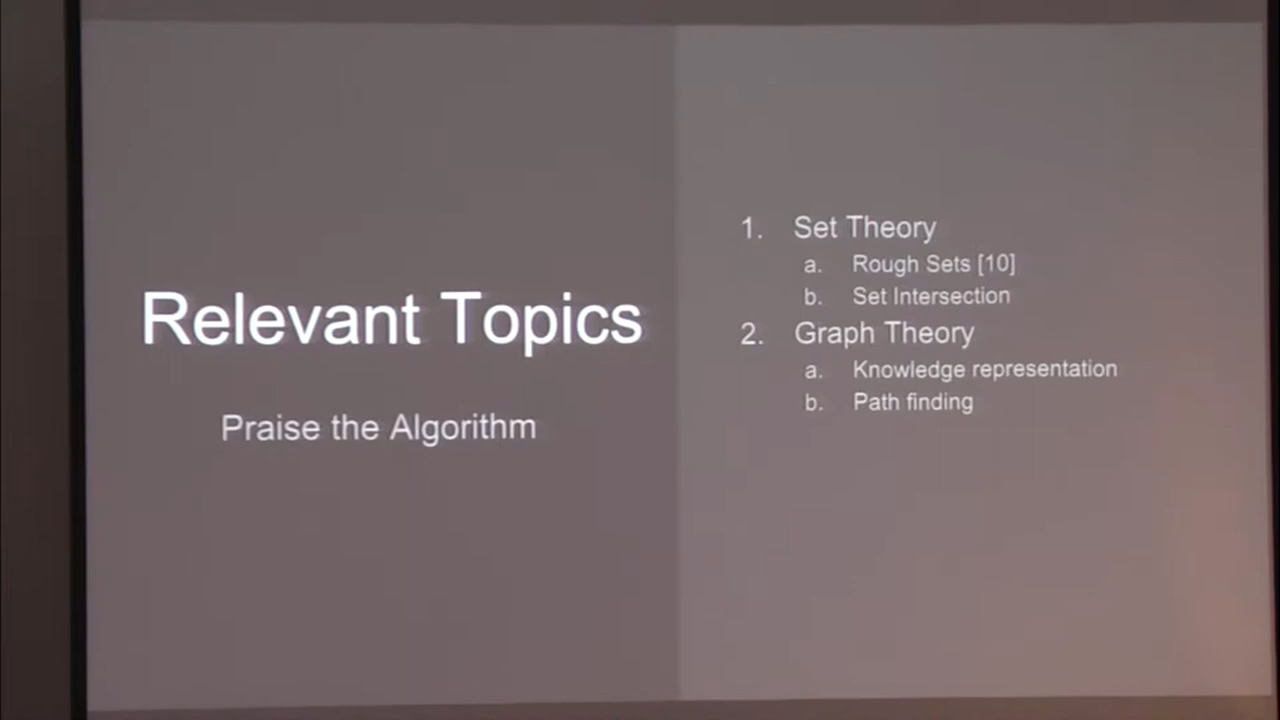 Relevant Topics
Praise the Algorithm
1. Set Theory
a. Rough Sets [10]
b. Set Intersection
2. Graph Theory
a. Knowledge representation
b. Path finding